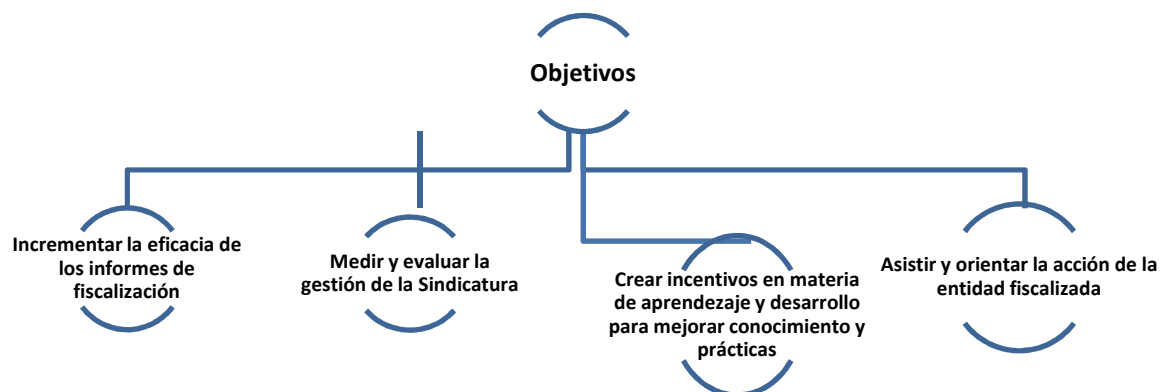 Objetivos
Incrementar la eficacia de
los informes de
fiscalización
Medir y evaluar la
gestión de la Sindicatura
Crear incentivos en materia
de aprendezaje y desarrollo
para mejorar conocimiento y
prácticas
Asistir y orientar la acción de la
entidad fiscalizada